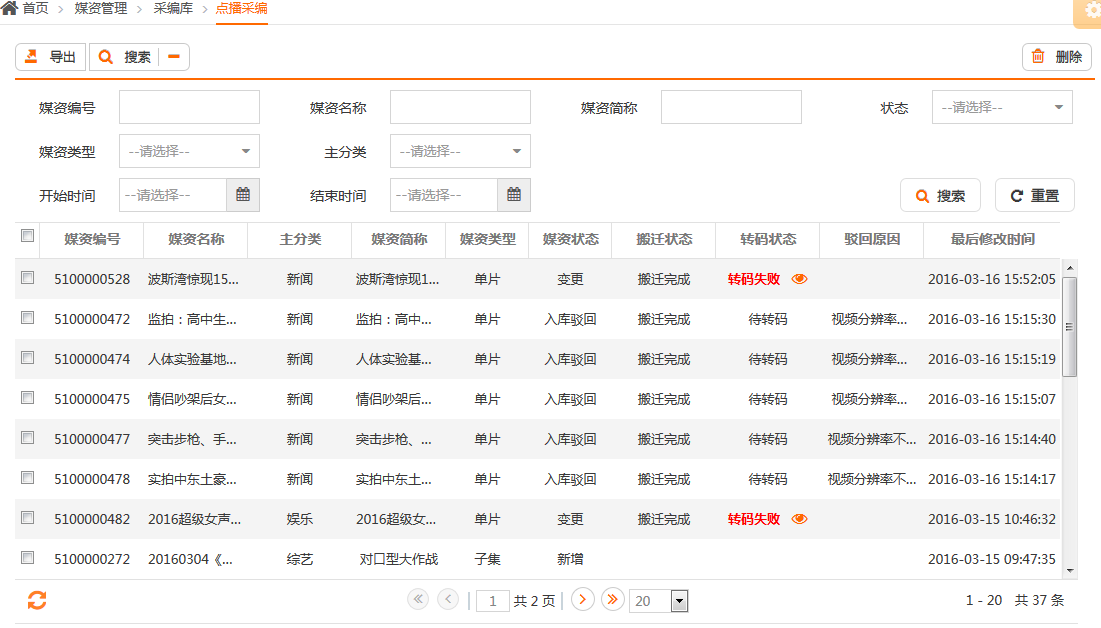 首页 > 媒资管理 > 采编库 > 点播采编
导出 搜索 删除
媒资编号 媒资名称 媒资简称 状态 --请选择--
媒资类型 --请选择-- 主分类 --请选择--
开始时间 --请选择-- 结束时间 --请选择-- 搜索 重置
媒资编号 媒资名称 主分类 媒资简称 媒资类型 媒资状态 搬迁状态 转码状态 驳回原因 最后修改时间
5100000528 波斯湾惊现15... 新闻 波斯湾惊现1... 单片 变更 搬迁完成 转码失败 2016-03-16 15:52:05
5100000472 监拍：高中生... 新闻 监拍：高中... 单片 入库驳回 搬迁完成 待转码 视频分辨率... 2016-03-16 15:15:30
5100000474 人体实验基地... 新闻 人体实验基... 单片 入库驳回 搬迁完成 待转码 视频分辨率... 2016-03-16 15:15:19
5100000475 情侣吵架后女... 新闻 情侣吵架后... 单片 入库驳回 搬迁完成 待转码 视频分辨率... 2016-03-16 15:15:07
5100000477 突击步枪、手... 新闻 突击步枪、... 单片 入库驳回 搬迁完成 待转码 视频分辨率不... 2016-03-16 15:14:40
5100000478 实拍中东土豪... 新闻 实拍中东土... 单片 入库驳回 搬迁完成 待转码 视频分辨率不... 2016-03-16 15:14:17
5100000482 2016超级女声... 娱乐 2016超级女... 单片 变更 搬迁完成 转码失败 2016-03-15 10:46:32
5100000272 20160304《... 综艺 对口型大作战 子集 新增 2016-03-15 09:47:35
1 共 2 页 20 1 - 20 共 37 条